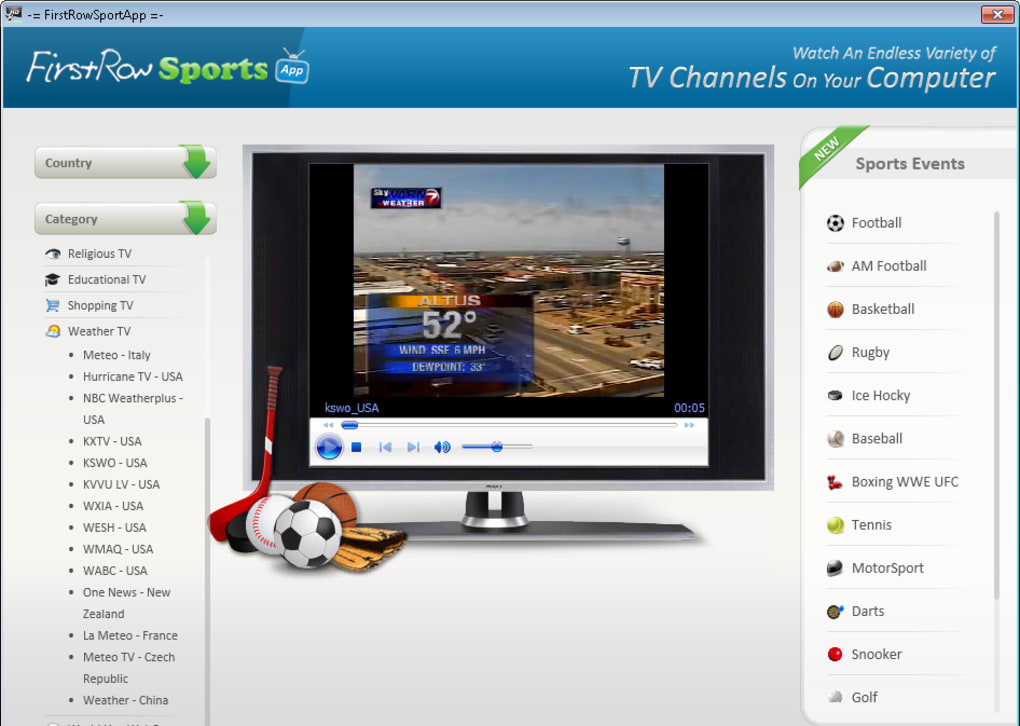 -= FirstRowSportApp =-
FirstRow Sports App
Watch An Endless Variety of
TV Channels On Your Computer
Country
Category
Religious TV
Educational TV
Shopping TV
Weather TV
Meteo - Italy
Hurricane TV - USA
NBC Weatherplus -
USA
KXTV - USA
KSWO - USA
KVVU LV - USA
WXIA - USA
WESH - USA
WMAQ - USA
WABC - USA
One News - New
Zealand
La Meteo - France
Meteo TV - Czech
Republic
Weather - China
Sky
WEATHER
7
ALTUS
52°
WIND: SSE 6 MPH
DEWPOINT: 33°
kswo_USA
00:05
NEW
Sports Events
Football
AM Football
Basketball
Rugby
Ice Hocky
Baseball
Boxing WWE UFC
Tennis
MotorSport
Darts
Snooker
Golf